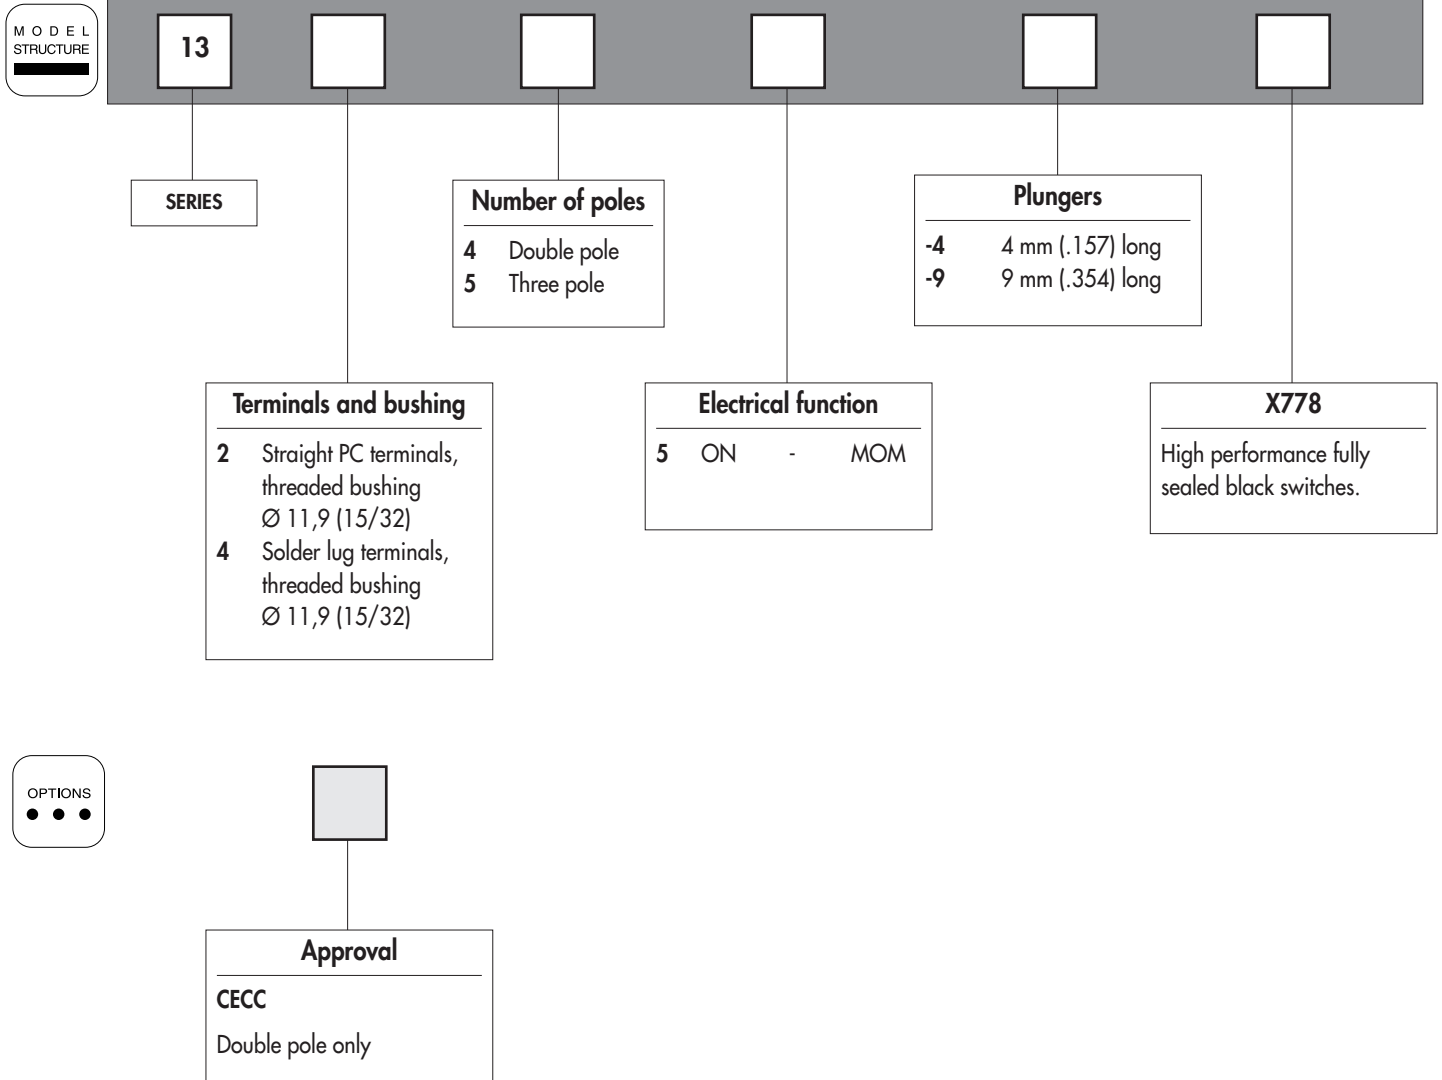 MODEL
STRUCTURE
13
SERIES
Number of poles
4 Double pole
5 Three pole
Plungers
-4 4 mm (.157) long
-9 9 mm (.354) long
Terminals and bushing
2 Straight PC terminals,
threaded bushing
Ø 11,9 (15/32)
4 Solder lug terminals,
threaded bushing
Ø 11,9 (15/32)
Electrical function
5 ON - MOM
X778
High performance fully
sealed black switches.
OPTIONS
Approval
CECC
Double pole only